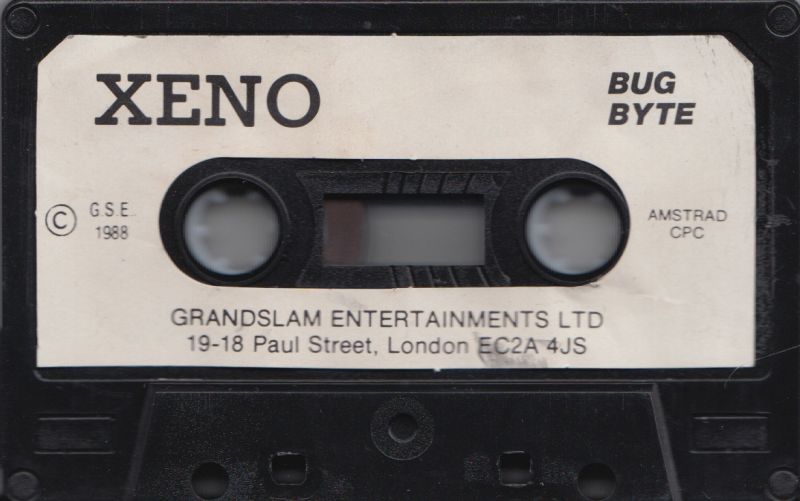 XENO
BUG
BYTE
© G.S.E.
1988
AMSTRAD
CPC
GRANDSLAM ENTERTAINMENTS LTD
19-18 Paul Street, London EC2A 4JS